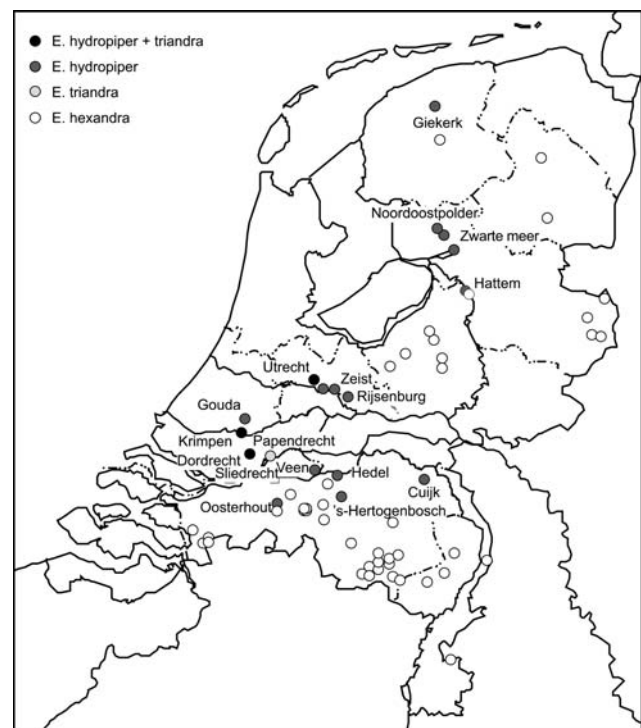 E. hydropiper + triandra
E. hydropiper
E. triandra
E. hexandra
Giekerk
Noordoostpolder
Zwarte meer
Hattem
Utrecht
Zeist
Rijsenburg
Gouda
Krimpen
Papendrecht
Dordrecht
Sliedrecht
Veen
Hedel
Cuijk
Oosterhout
's-Hertogenbosch